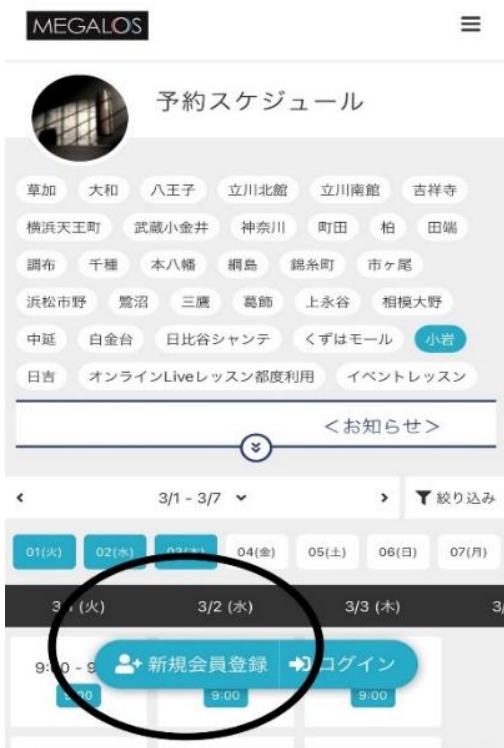 MEGALOS
予約スケジュール
草加 大和 八王子 立川北館 立川南館 吉祥寺
横浜天王町 武蔵小金井 神奈川 町田 柏 田端
調布 千種 本八幡 綱島 錦糸町 市ヶ尾
浜松市野 鷺沼 三鷹 葛飾 上永谷 相模大野
中延 白金台 日比谷シャンテ くずはモール 小岩
日吉 オンラインLiveレッスン都度利用 イベントレッスン
<お知らせ>
3/1 - 3/7 絞り込み
01(火) 02(水) 03(木) 04(金) 05(土) 06(日) 07(月)
(火) 3/2 (水) 3/3 (木) 3/
新規会員登録 ログイン
9:00 9:00